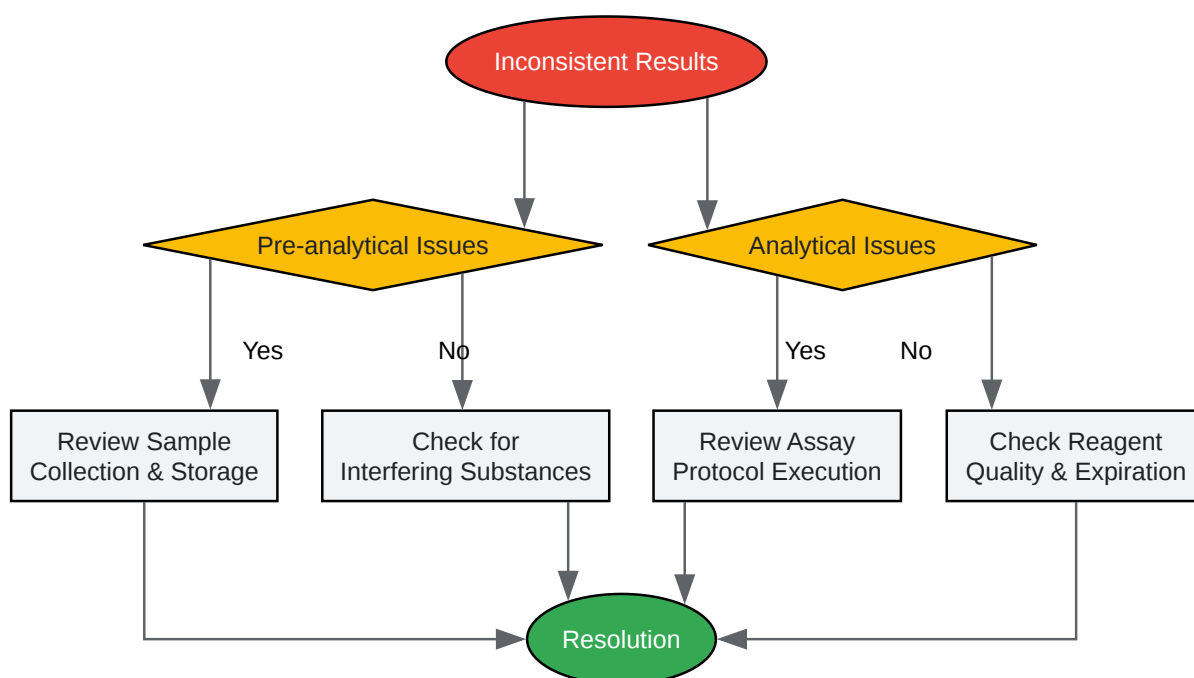 Inconsistent Results
Pre-analytical Issues
Analytical Issues
Yes
No
Yes
No
Review Sample
Collection & Storage
Check for
Interfering Substances
Review Assay
Protocol Execution
Check Reagent
Quality & Expiration
Resolution